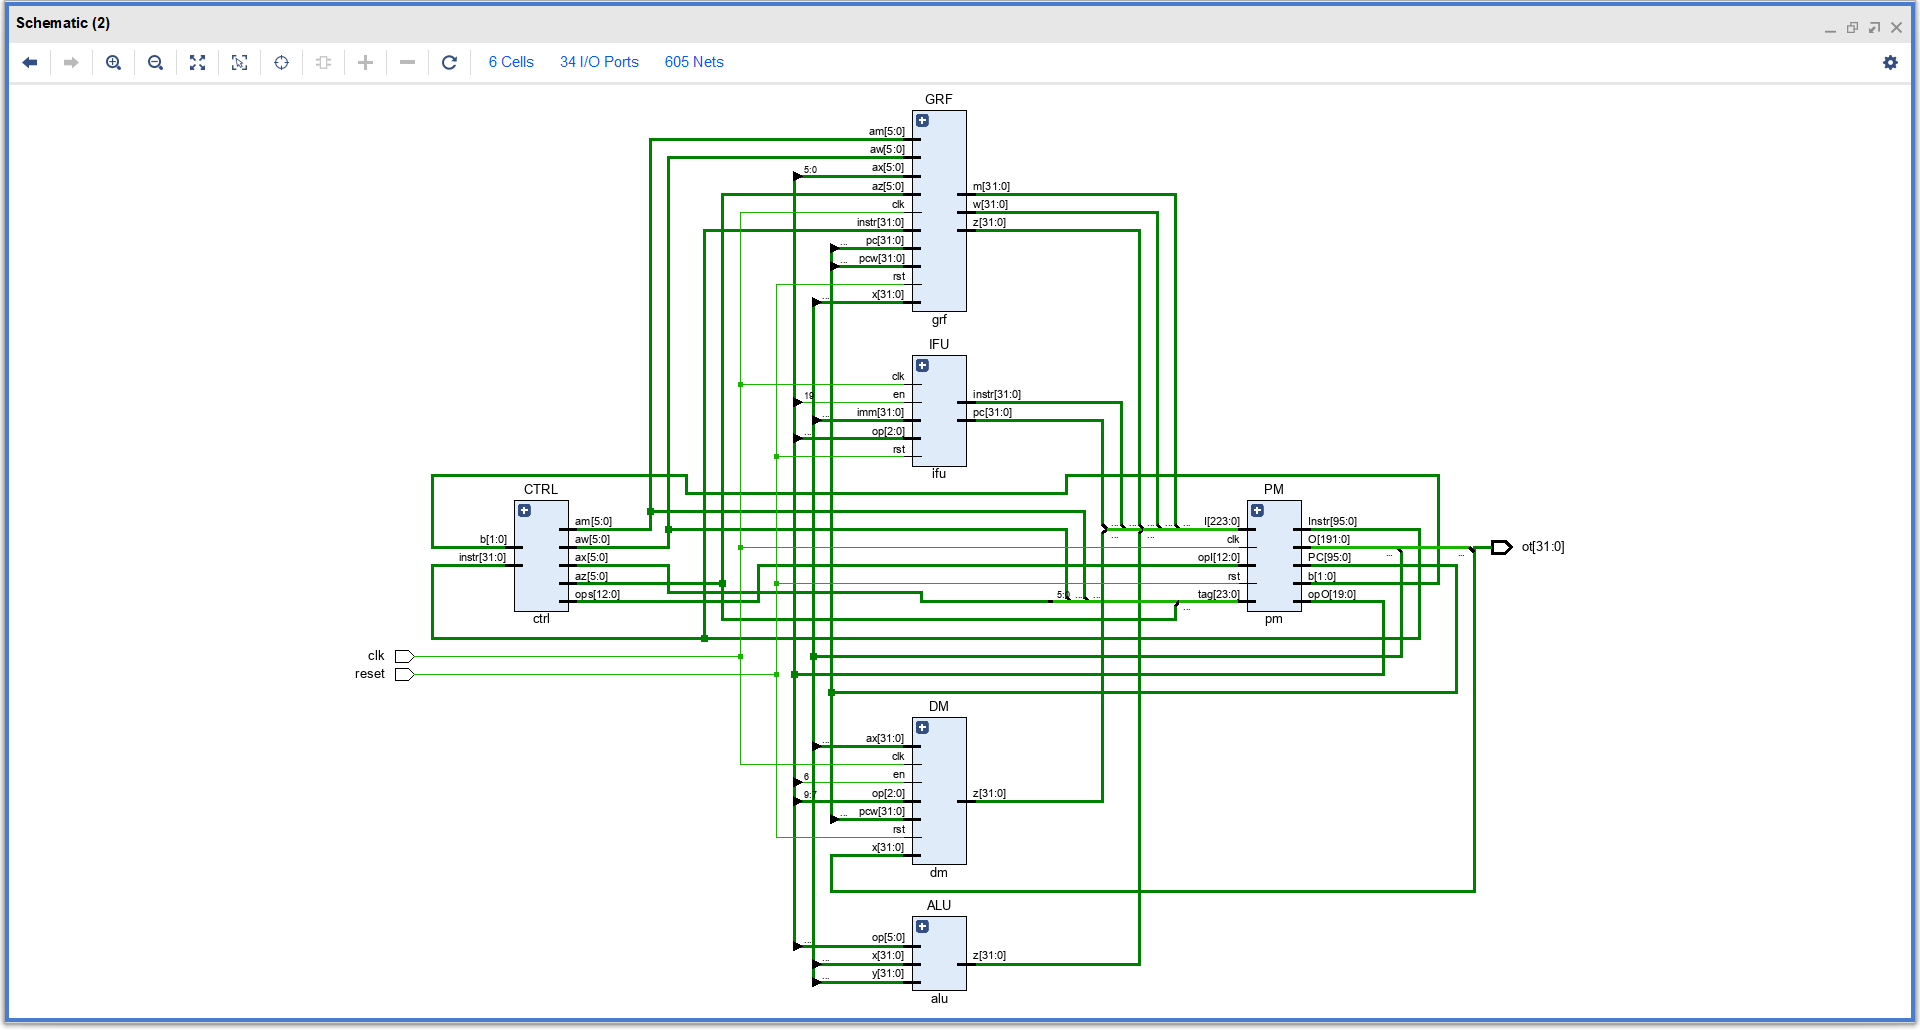 Schematic (2)
6 Cells 34 I/O Ports 605 Nets
GRF
am[5:0]
aw[5:0]
5:0 ax[5:0]
az[5:0] m[31:0]
clk w[31:0]
instr[31:0] z[31:0]
... pc[31:0]
... pcw[31:0]
rst
... x[31:0]
grf
IFU
clk
19 en instr[31:0]
... imm[31:0] pc[31:0]
... op[2:0]
rst
ifu
CTRL
am[5:0]
b[1:0] aw[5:0]
instr[31:0] ax[5:0]
az[5:0]
ops[12:0]
ctrl
PM
... ... ... ... ... I[223:0] Instr[95:0]
... ... clk O[191:0]
... ...
opI[12:0] PC[95:0]
rst b[1:0]
5:0 ... ... tag[23:0] opO[19:0]
...
pm
ot[31:0]
clk
reset
DM
... ax[31:0]
clk
6 en
9:7 op[2:0] z[31:0]
... pcw[31:0]
rst
x[31:0]
dm
ALU
... op[5:0]
... x[31:0] z[31:0]
... y[31:0]
alu